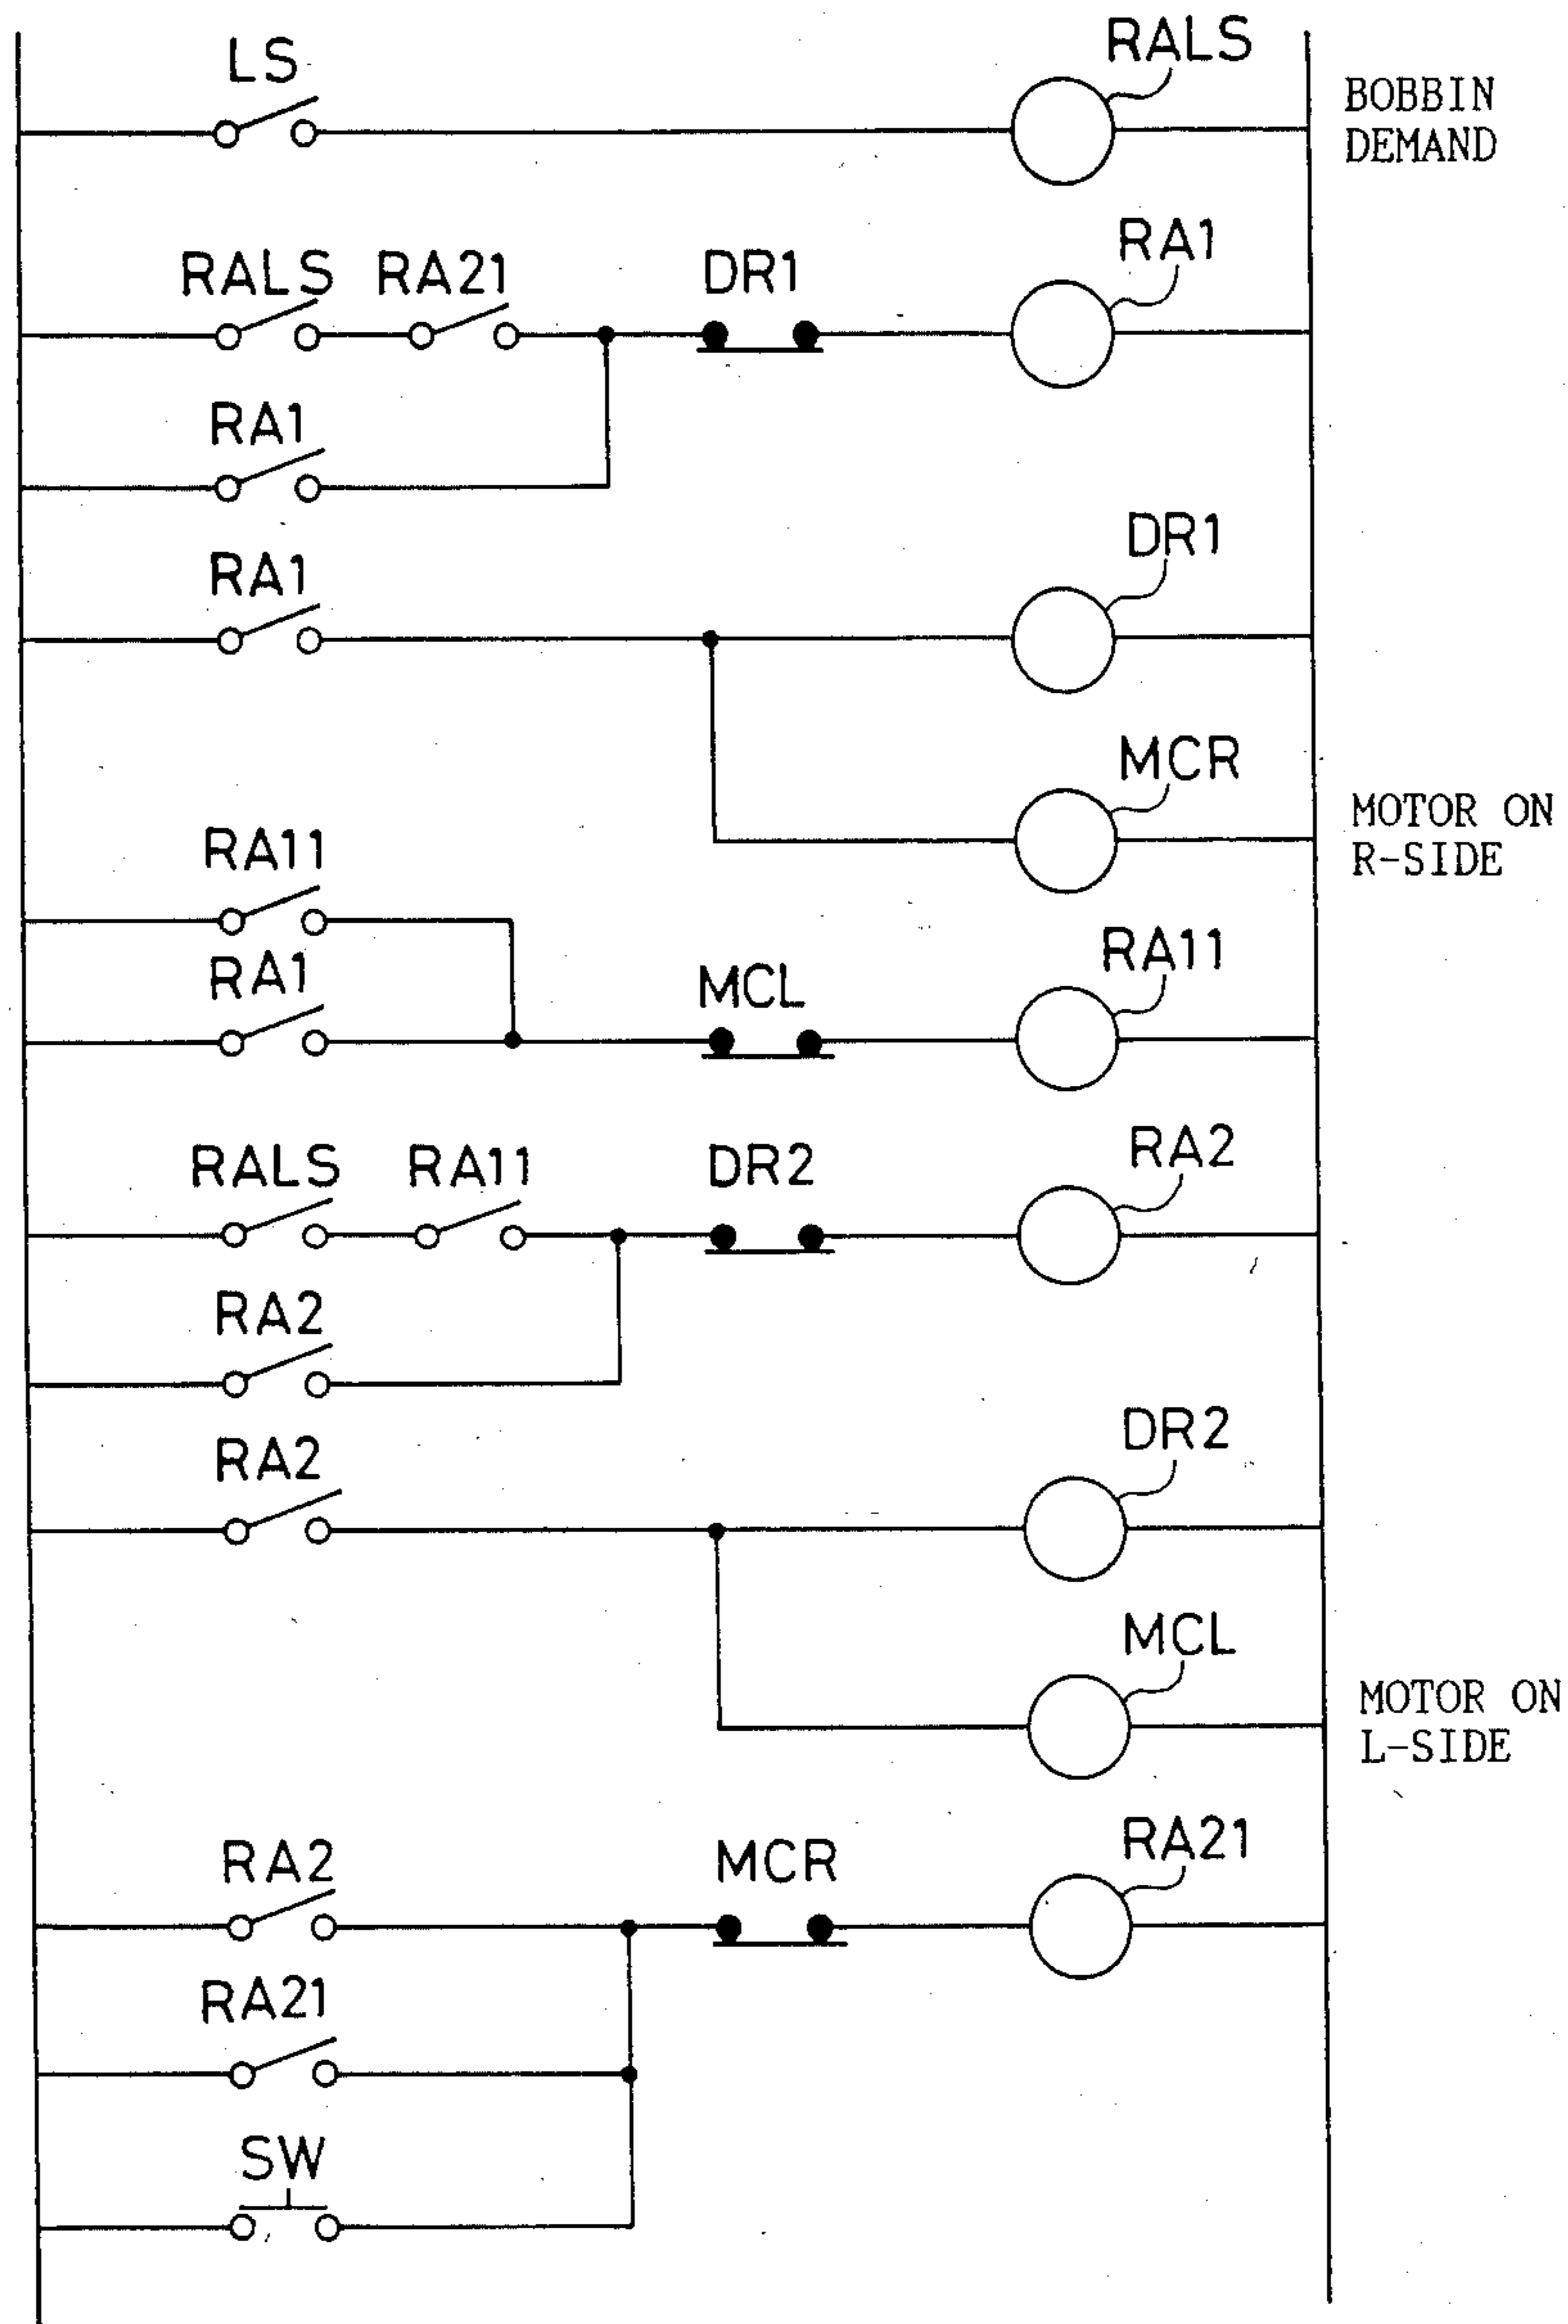 LS
RALS
BOBBIN
DEMAND
RALS
RA21
DR1
RA1
RA1
RA1
DR1
MCR
MOTOR ON
R-SIDE
RA11
RA1
MCL
RA11
RALS
RA11
DR2
RA2
RA2
RA2
DR2
MCL
MOTOR ON
L-SIDE
RA2
MCR
RA21
RA21
SW